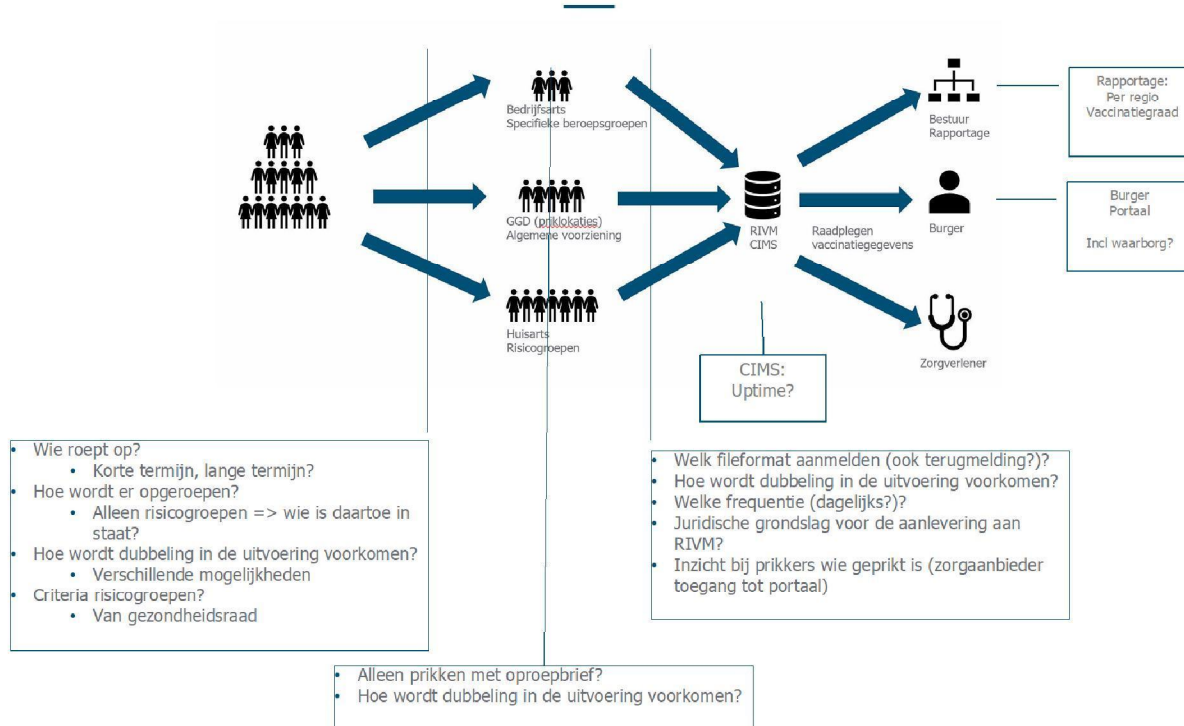 Bedrijfsarts
Specifieke beroepsgroepen
GGD (priklokaties)
Algemene voorziening
Huisarts
Risicogroepen
RIVM
CIMS
Raadplegen
vaccinatiegegevens
Bestuur
Rapportage
Burger
Zorgverlener
Rapportage:
Per regio
Vaccinatiegraad
Burger
Portaal
Incl waarborg?
CIMS:
Uptime?
• Wie roept op?
• Korte termijn, lange termijn?
• Hoe wordt er opgeroepen?
• Alleen risicogroepen => wie is daartoe in
staat?
• Hoe wordt dubbeling in de uitvoering voorkomen?
• Verschillende mogelijkheden
• Criteria risicogroepen?
• Van gezondheidsraad
• Welk fileformat aanmelden (ook terugmelding?)?
• Hoe wordt dubbeling in de uitvoering voorkomen?
• Welke frequentie (dagelijks?)?
• Juridische grondslag voor de aanlevering aan
RIVM?
• Inzicht bij prikkers wie geprikt is (zorgaanbieder
toegang tot portaal)
• Alleen prikken met oproepbrief?
• Hoe wordt dubbeling in de uitvoering voorkomen?